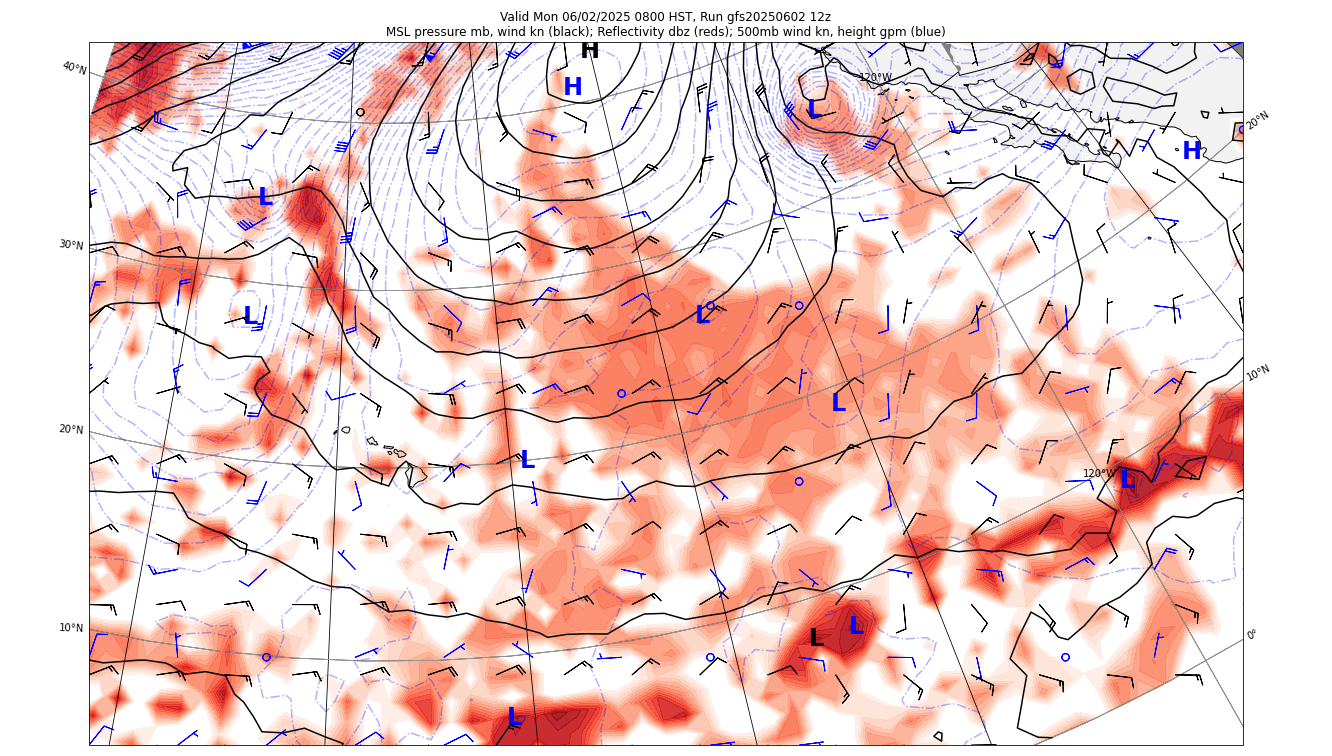 Valid Mon 06/02/2025 0800 HST, Run gfs20250602 12z
MSL pressure mb, wind kn (black); Reflectivity dbz (reds); 500mb wind kn, height gpm (blue)
H
40°N
H
120°W
L
20°N
H
L
30°N
L
L
10°N
L
20°N
L
120°W
L
10°N
L
L
0°
L